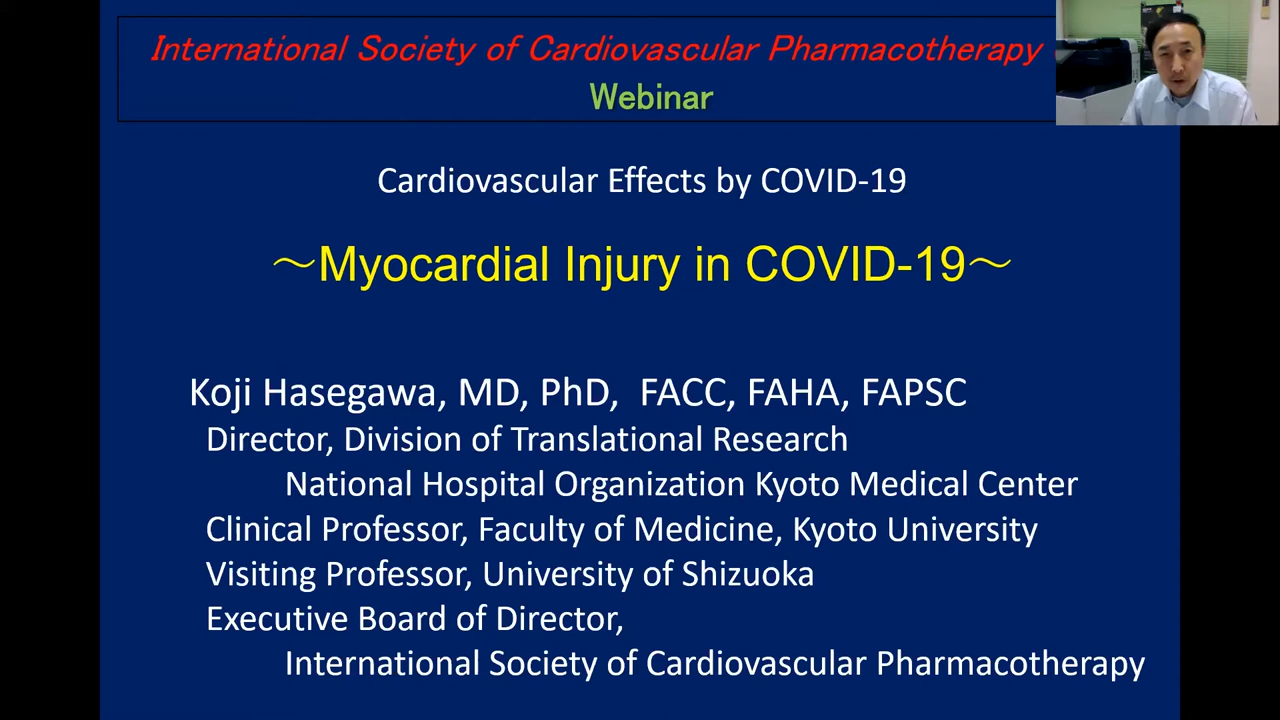 International Society of Cardiovascular Pharmacotherapy
Webinar
Cardiovascular Effects by COVID-19
～Myocardial Injury in COVID-19～
Koji Hasegawa, MD, PhD, FACC, FAHA, FAPSC
Director, Division of Translational Research
National Hospital Organization Kyoto Medical Center
Clinical Professor, Faculty of Medicine, Kyoto University
Visiting Professor, University of Shizuoka
Executive Board of Director,
International Society of Cardiovascular Pharmacotherapy